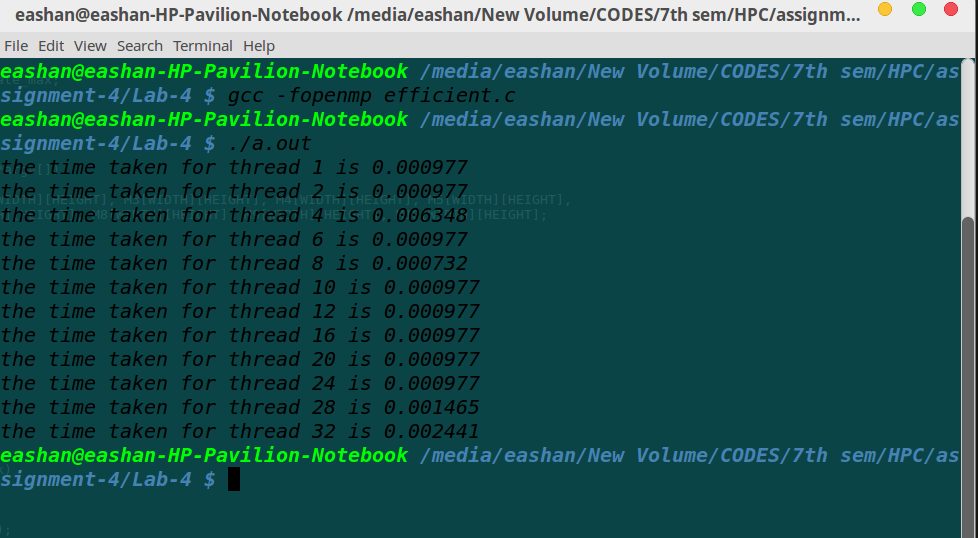 eashan@eashan-HP-Pavilion-Notebook /media/eashan/New Volume/CODES/7th sem/HPC/assignm...
File Edit View Search Terminal Help
eashan@eashan-HP-Pavilion-Notebook /media/eashan/New Volume/CODES/7th sem/HPC/as
signment-4/Lab-4 $ gcc -fopenmp efficient.c
eashan@eashan-HP-Pavilion-Notebook /media/eashan/New Volume/CODES/7th sem/HPC/as
signment-4/Lab-4 $ ./a.out
the time taken for thread 1 is 0.000977
the time taken for thread 2 is 0.000977
the time taken for thread 4 is 0.006348
the time taken for thread 6 is 0.000977
the time taken for thread 8 is 0.000732
the time taken for thread 10 is 0.000977
the time taken for thread 12 is 0.000977
the time taken for thread 16 is 0.000977
the time taken for thread 20 is 0.000977
the time taken for thread 24 is 0.000977
the time taken for thread 28 is 0.001465
the time taken for thread 32 is 0.002441
eashan@eashan-HP-Pavilion-Notebook /media/eashan/New Volume/CODES/7th sem/HPC/as
signment-4/Lab-4 $